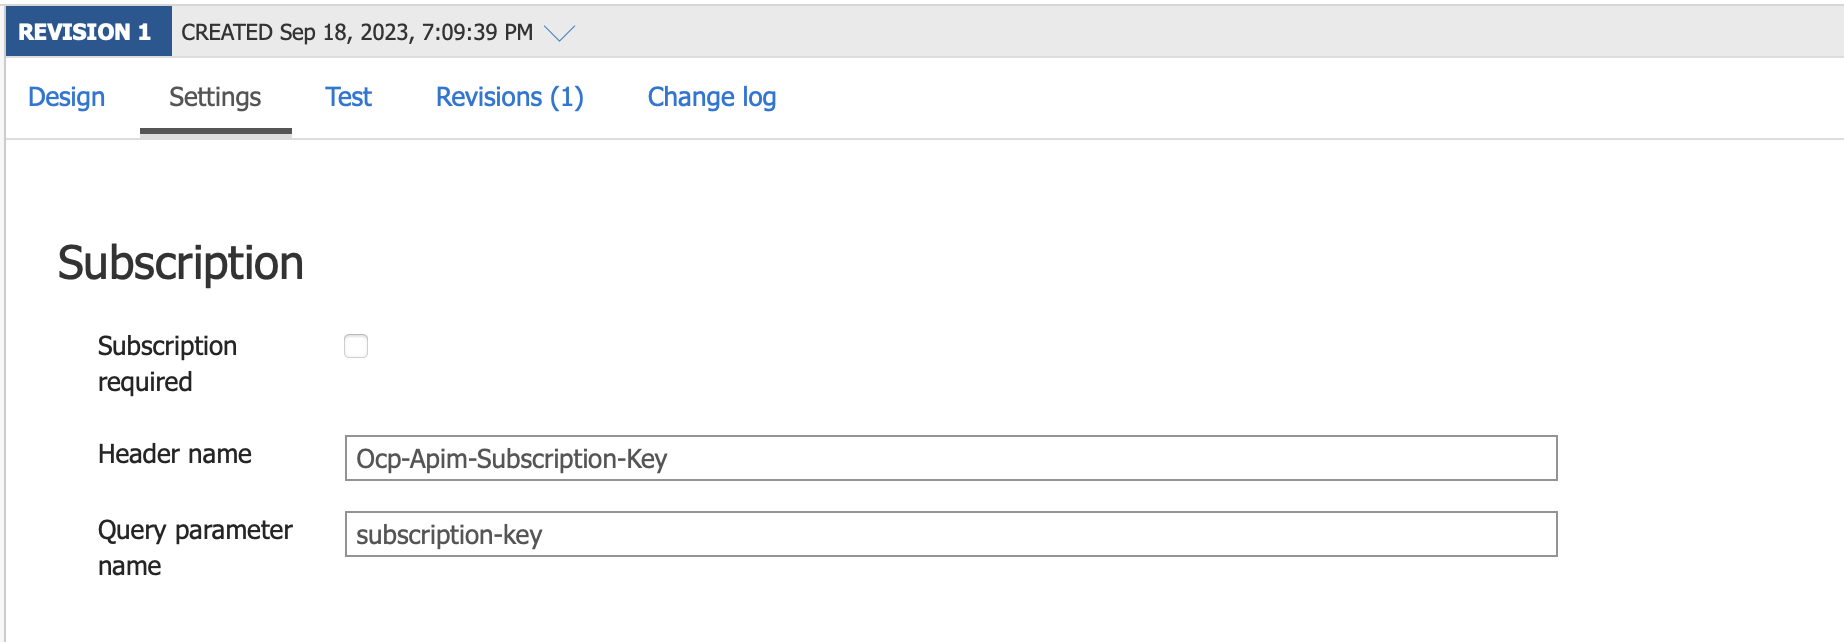 REVISION 1 CREATED Sep 18, 2023, 7:09:39 PM
Design Settings Test Revisions (1) Change log
Subscription
Subscription
required
Header name Ocp-Apim-Subscription-Key
Query parameter
name
subscription-key